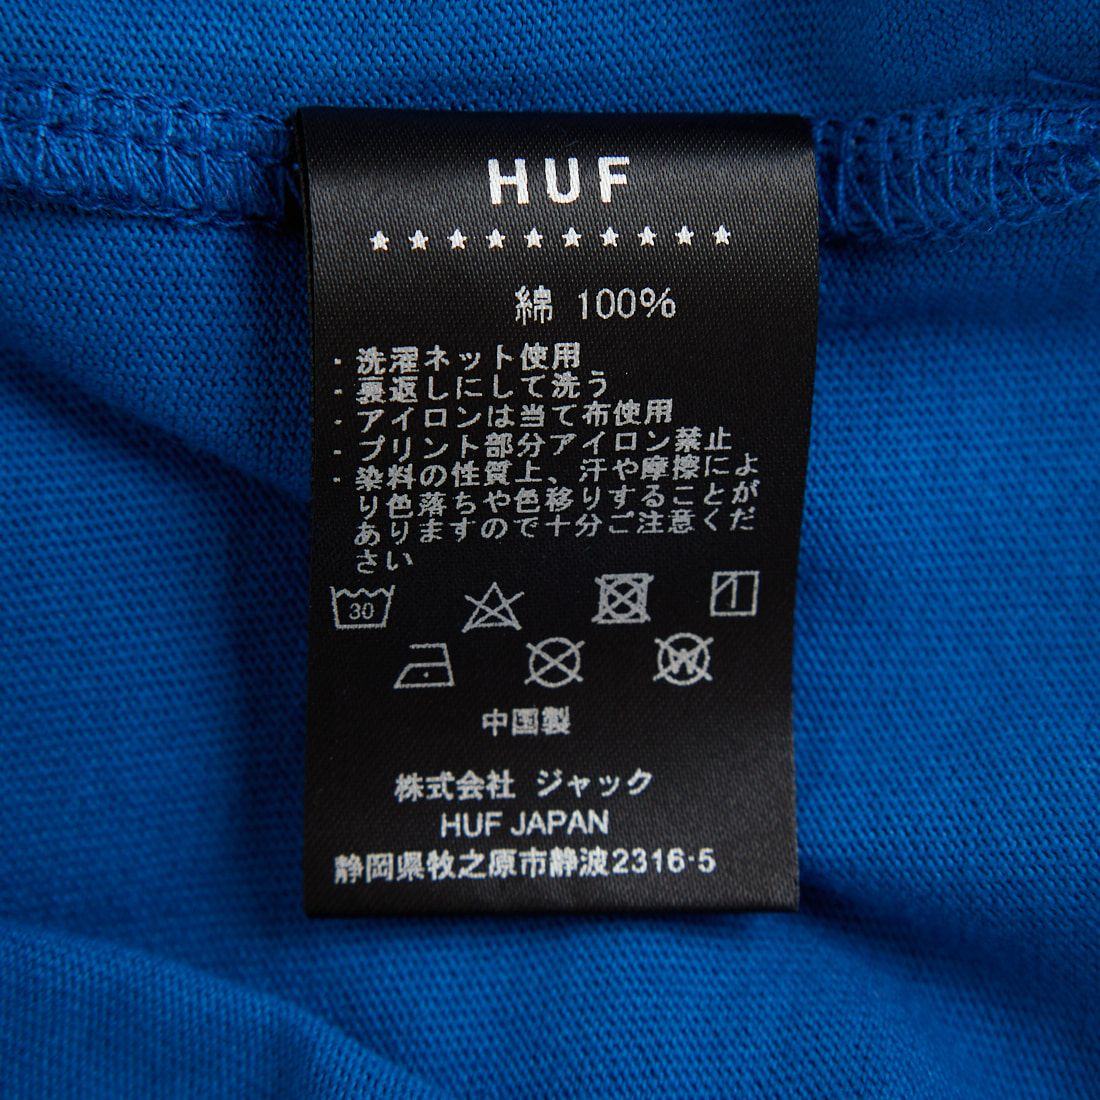 HUF
★★★★★★★★★★
綿 100%
・洗濯ネット使用
・裏返しにして洗う
・アイロンは当て布使用
・プリント部分アイロン禁止
・染料の性質上、汗や摩擦によ
り色落ちや色移りすることが
ありますので十分ご注意くだ
さい
30
W
中国製
株式会社 ジャック
HUF JAPAN
静岡県牧之原市静波2316-5